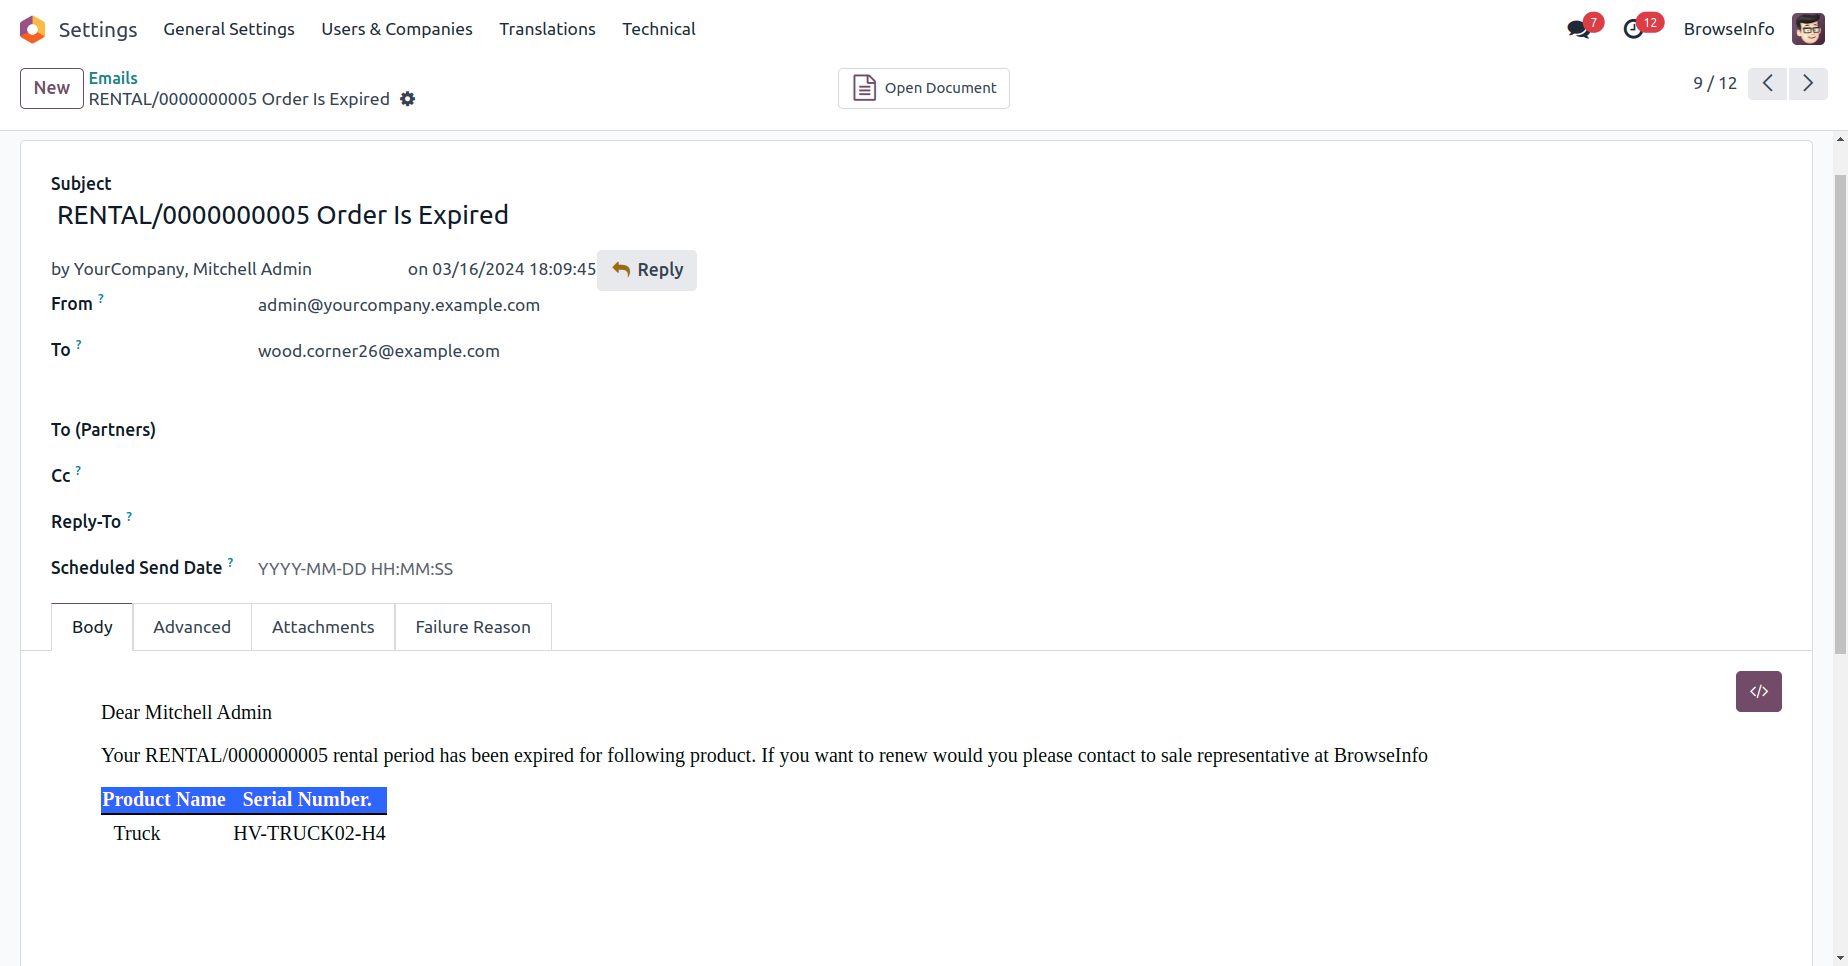 Settings General Settings Users & Companies Translations Technical 7 12 BrowseInfo
New Emails
RENTAL/0000000005 Order Is Expired
Open Document
9 / 12
Subject
RENTAL/0000000005 Order Is Expired
by YourCompany, Mitchell Admin on 03/16/2024 18:09:45 Reply
From ? admin@yourcompany.example.com
To ? wood.corner26@example.com
To (Partners)
Cc ?
Reply-To ?
Scheduled Send Date ? YYYY-MM-DD HH:MM:SS
Body Advanced Attachments Failure Reason
</>
Dear Mitchell Admin
Your RENTAL/0000000005 rental period has been expired for following product. If you want to renew would you please contact to sale representative at BrowseInfo
Product Name Serial Number.
Truck HV-TRUCK02-H4